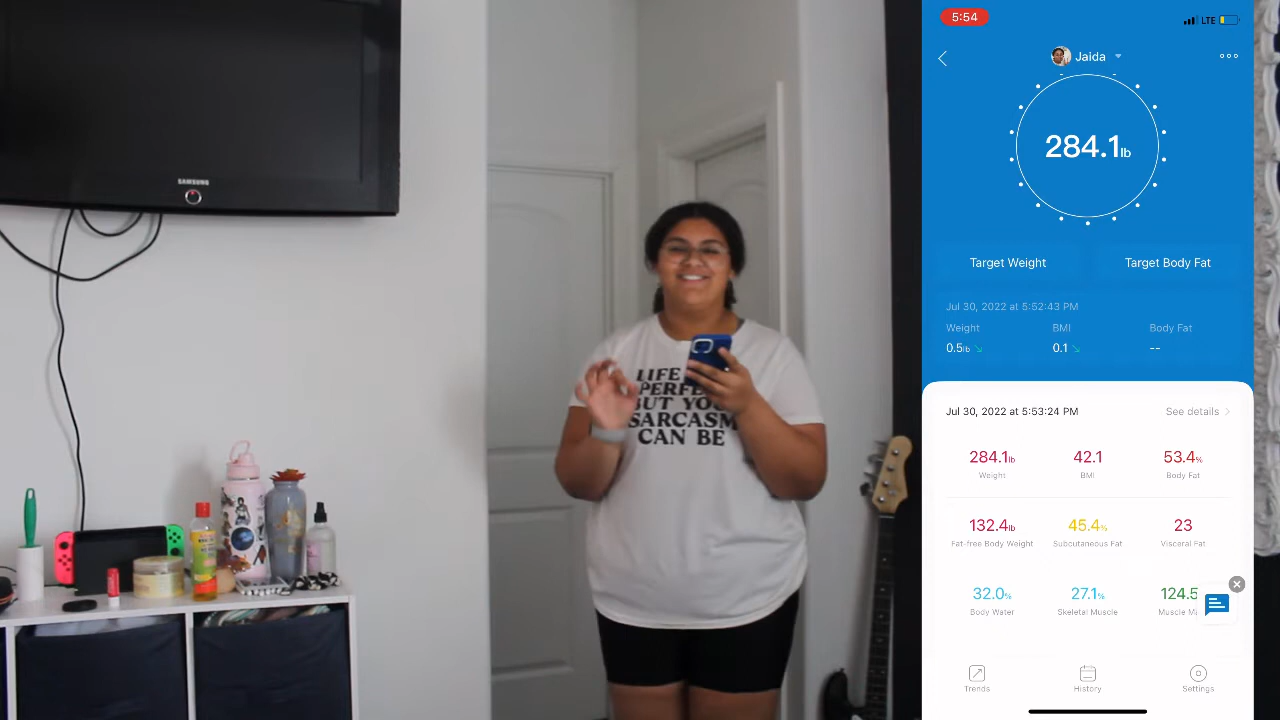 SAMSUNG
LIFE
PERFE
BUT YOU
SARCASM
CAN BE
5:54
LTE
Jaida
284.1lb
Target Weight
Target Body Fat
Jul 30, 2022 at 5:52:43 PM
Weight
BMI
Body Fat
0.5lb
0.1
--
Jul 30, 2022 at 5:53:24 PM
See details
284.1lb
42.1
53.4%
Weight
BMI
Body Fat
132.4lb
45.4%
23
Fat-free Body Weight
Subcutaneous Fat
Visceral Fat
32.0%
27.1%
124.5
Body Water
Skeletal Muscle
Muscle Ma
Trends
History
Settings